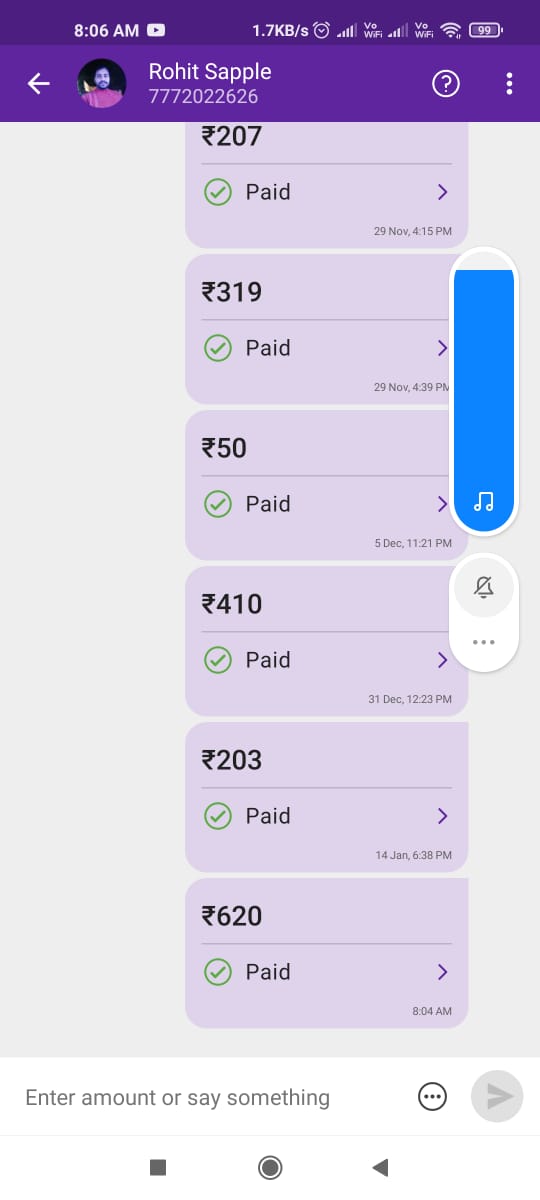 8:06 AM
1.7KB/s
Vo WiFi
Vo WiFi
99
Rohit Sapple
7772022626
₹207
Paid
29 Nov, 4:15 PM
₹319
Paid
29 Nov, 4:39 PM
₹50
Paid
5 Dec, 11:21 PM
₹410
Paid
31 Dec, 12:23 PM
₹203
Paid
14 Jan, 6:38 PM
₹620
Paid
8:04 AM
Enter amount or say something